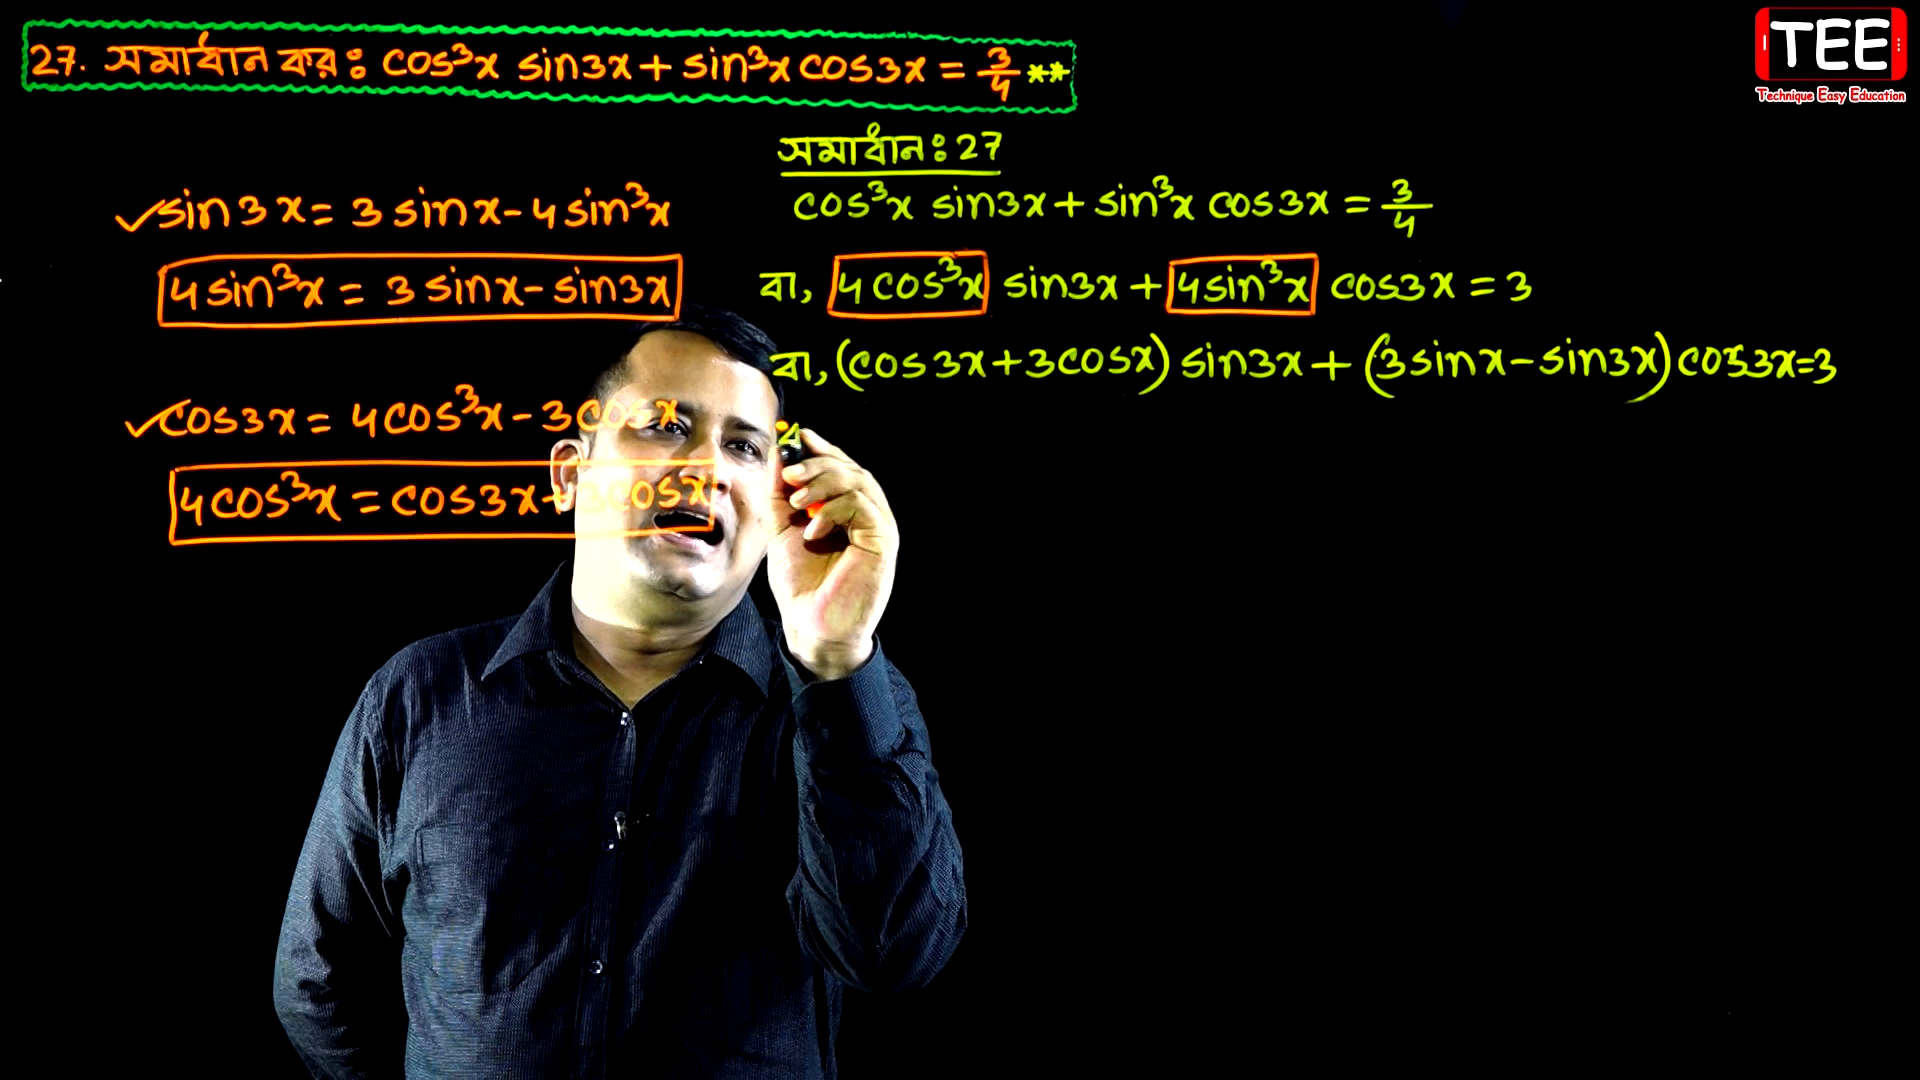 27. সমাধান কর: cos³x sin3x + sin³x cos3x = 3/4 **
TEE
Technique Easy Education
সমাধান: 27
cos³x sin3x + sin³x cos3x = 3/4
বা, 4cos³x sin3x + 4sin³x cos3x = 3
বা, (cos3x + 3cosx) sin3x + (3sinx - sin3x) cos3x = 3
✓sin3x = 3sinx - 4sin³x
4sin³x = 3sinx - sin3x
✓cos3x = 4cos³x - 3cosx
4cos³x = cos3x + 3cosx